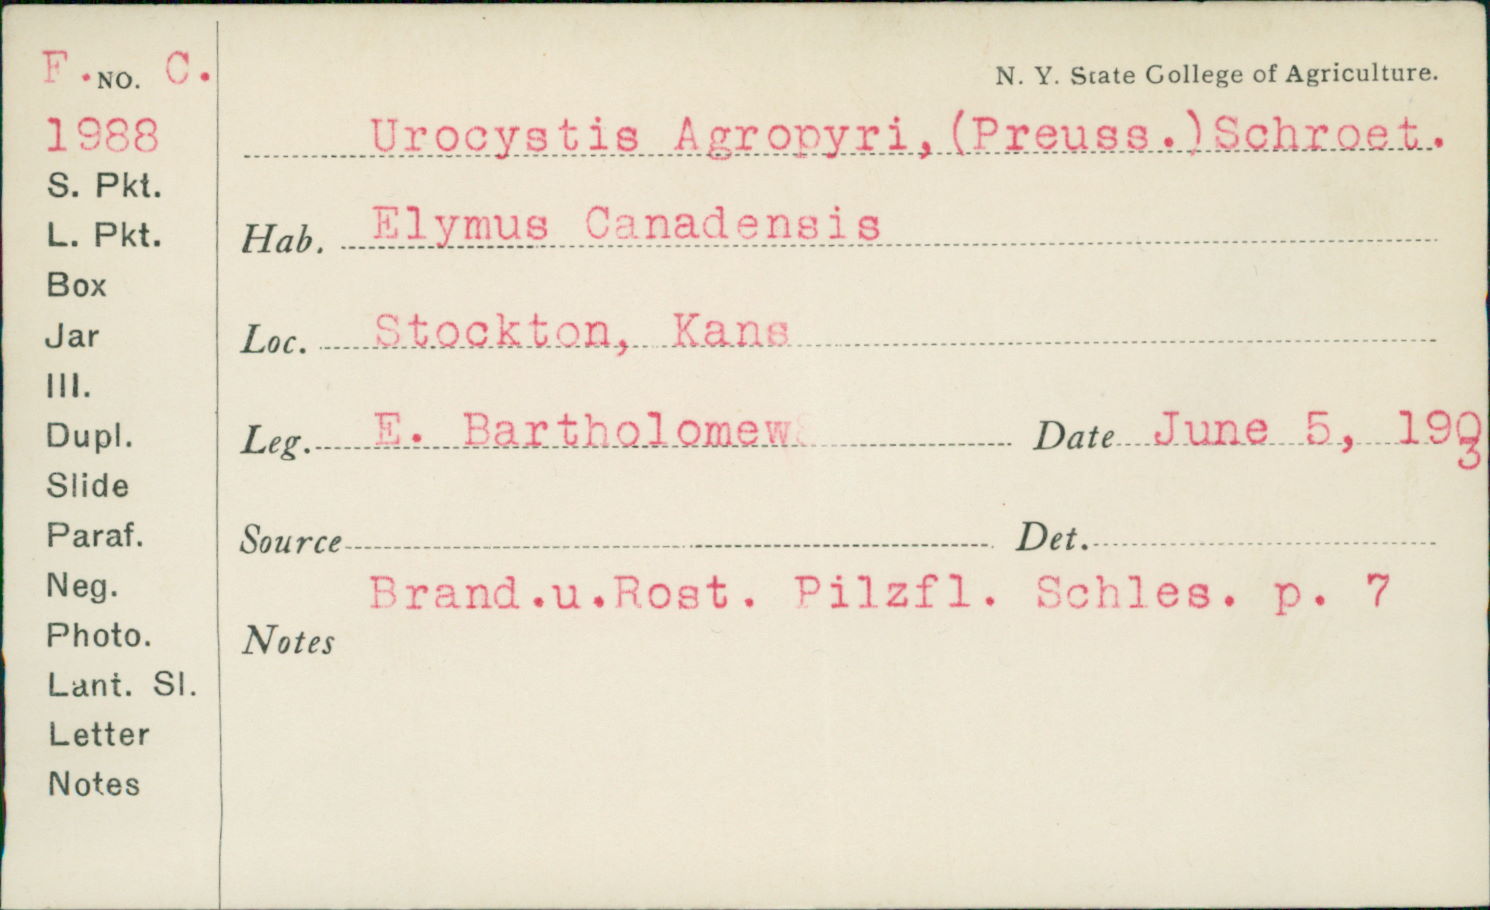 F. NO. C.
N. Y. State College of Agriculture.
1988
Urocystis Agropyri,(Preuss.)Schroet.
S. Pkt.
L. Pkt.
Hab. Elymus Canadensis
Box
Jar
Loc. Stockton, Kans
Ill.
Dupl.
Leg. E. Bartholomew Date June 5, 1903
Slide
Paraf.
Source Det.
Neg.
Brand.u.Rost. Pilzfl. Schles. p. 7
Photo.
Notes
Lant. Sl.
Letter
Notes